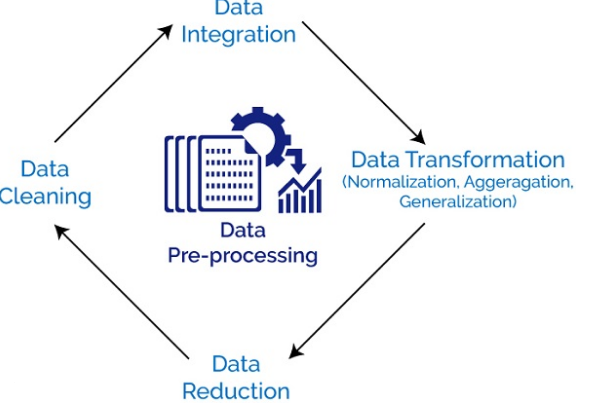 Data
Integration
Data Transformation
(Normalization, Aggeragation,
Generalization)
Data
Cleaning
Data
Pre-processing
Data
Reduction